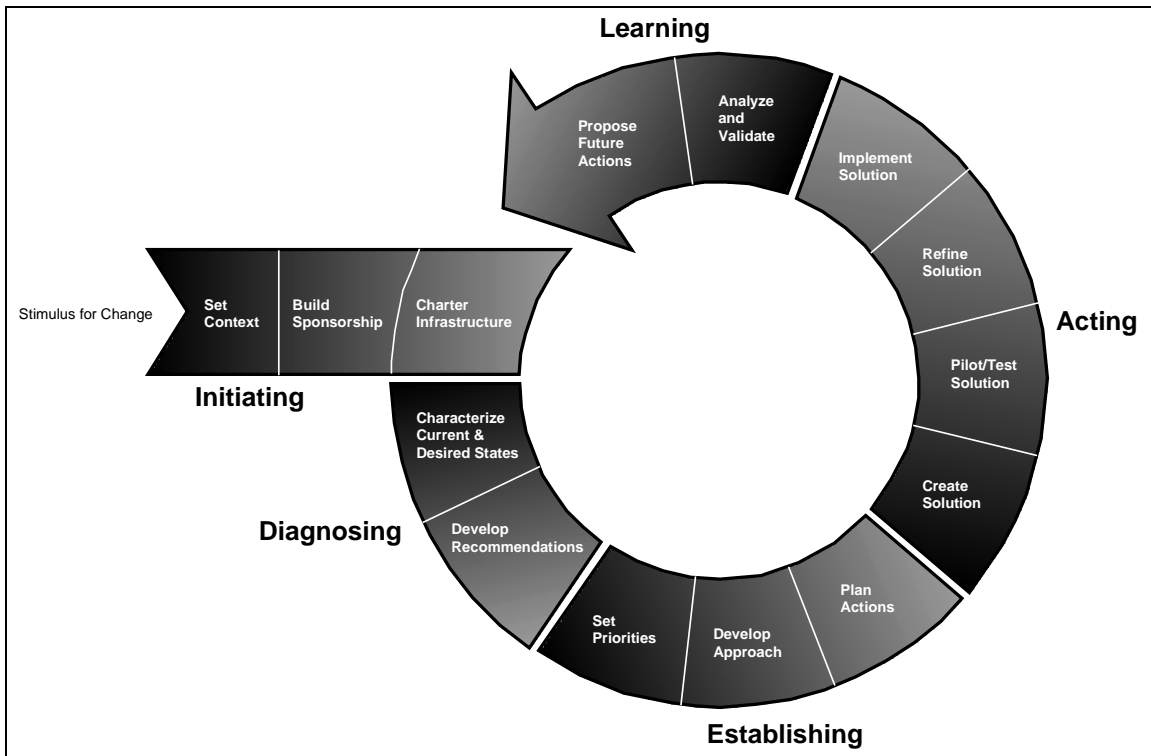 Learning
Propose
Future
Actions
Analyze
and
Validate
Implement
Solution
Refine
Solution
Pilot/Test
Solution
Create
Solution
Acting
Stimulus for Change
Set
Context
Build
Sponsorship
Charter
Infrastructure
Initiating
Characterize
Current &
Desired States
Develop
Recommendations
Diagnosing
Set
Priorities
Develop
Approach
Plan
Actions
Establishing